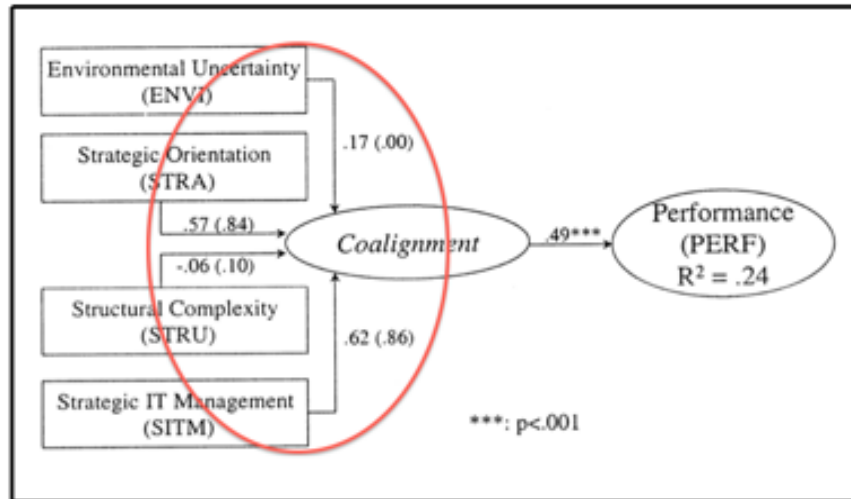 Environmental Uncertainty
(ENVI)
.17 (.00)
Strategic Orientation
(STRA)
.57 (.84)
Coalignment
.49***
Performance
(PERF)
R² = .24
-.06 (.10)
Structural Complexity
(STRU)
.62 (.86)
Strategic IT Management
(SITM)
***: p<.001